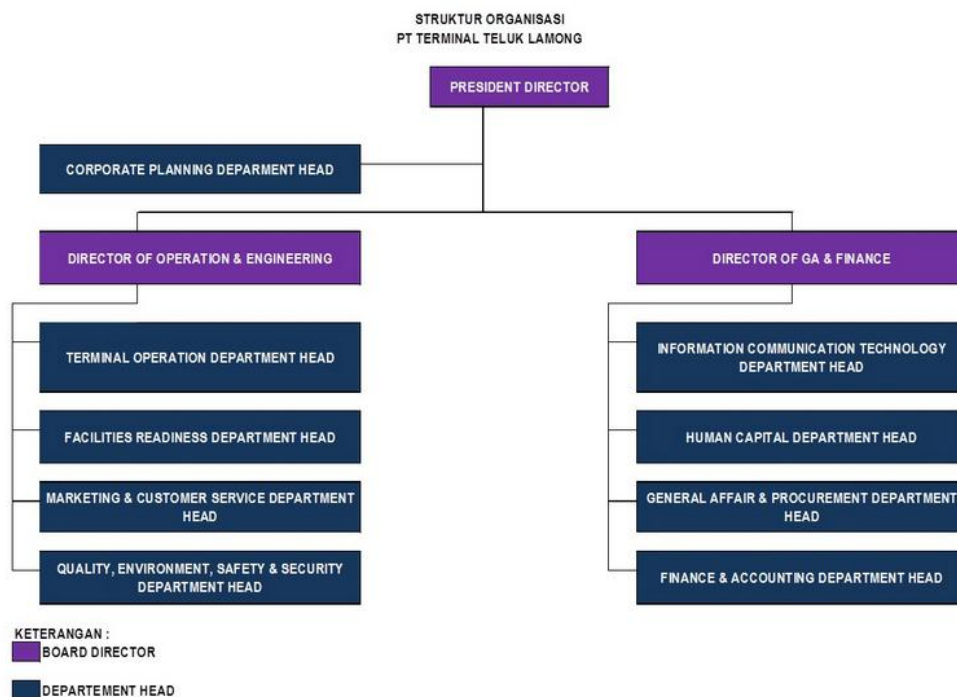 STRUKTUR ORGANISASI
PT TERMINAL TELUK LAMONG
PRESIDENT DIRECTOR
CORPORATE PLANNING DEPARMENT HEAD
DIRECTOR OF OPERATION & ENGINEERING
DIRECTOR OF GA & FINANCE
TERMINAL OPERATION DEPARTMENT HEAD
INFORMATION COMMUNICATION TECHNOLOGY
DEPARTMENT HEAD
FACILITIES READINESS DEPARTMENT HEAD
HUMAN CAPITAL DEPARTMENT HEAD
MARKETING & CUSTOMER SERVICE DEPARTMENT
HEAD
GENERAL AFFAIR & PROCUREMENT DEPARTMENT
HEAD
QUALITY, ENVIRONMENT, SAFETY & SECURITY
DEPARTMENT HEAD
FINANCE & ACCOUNTING DEPARTMENT HEAD
KETERANGAN :
BOARD DIRECTOR
DEPARTEMENT HEAD